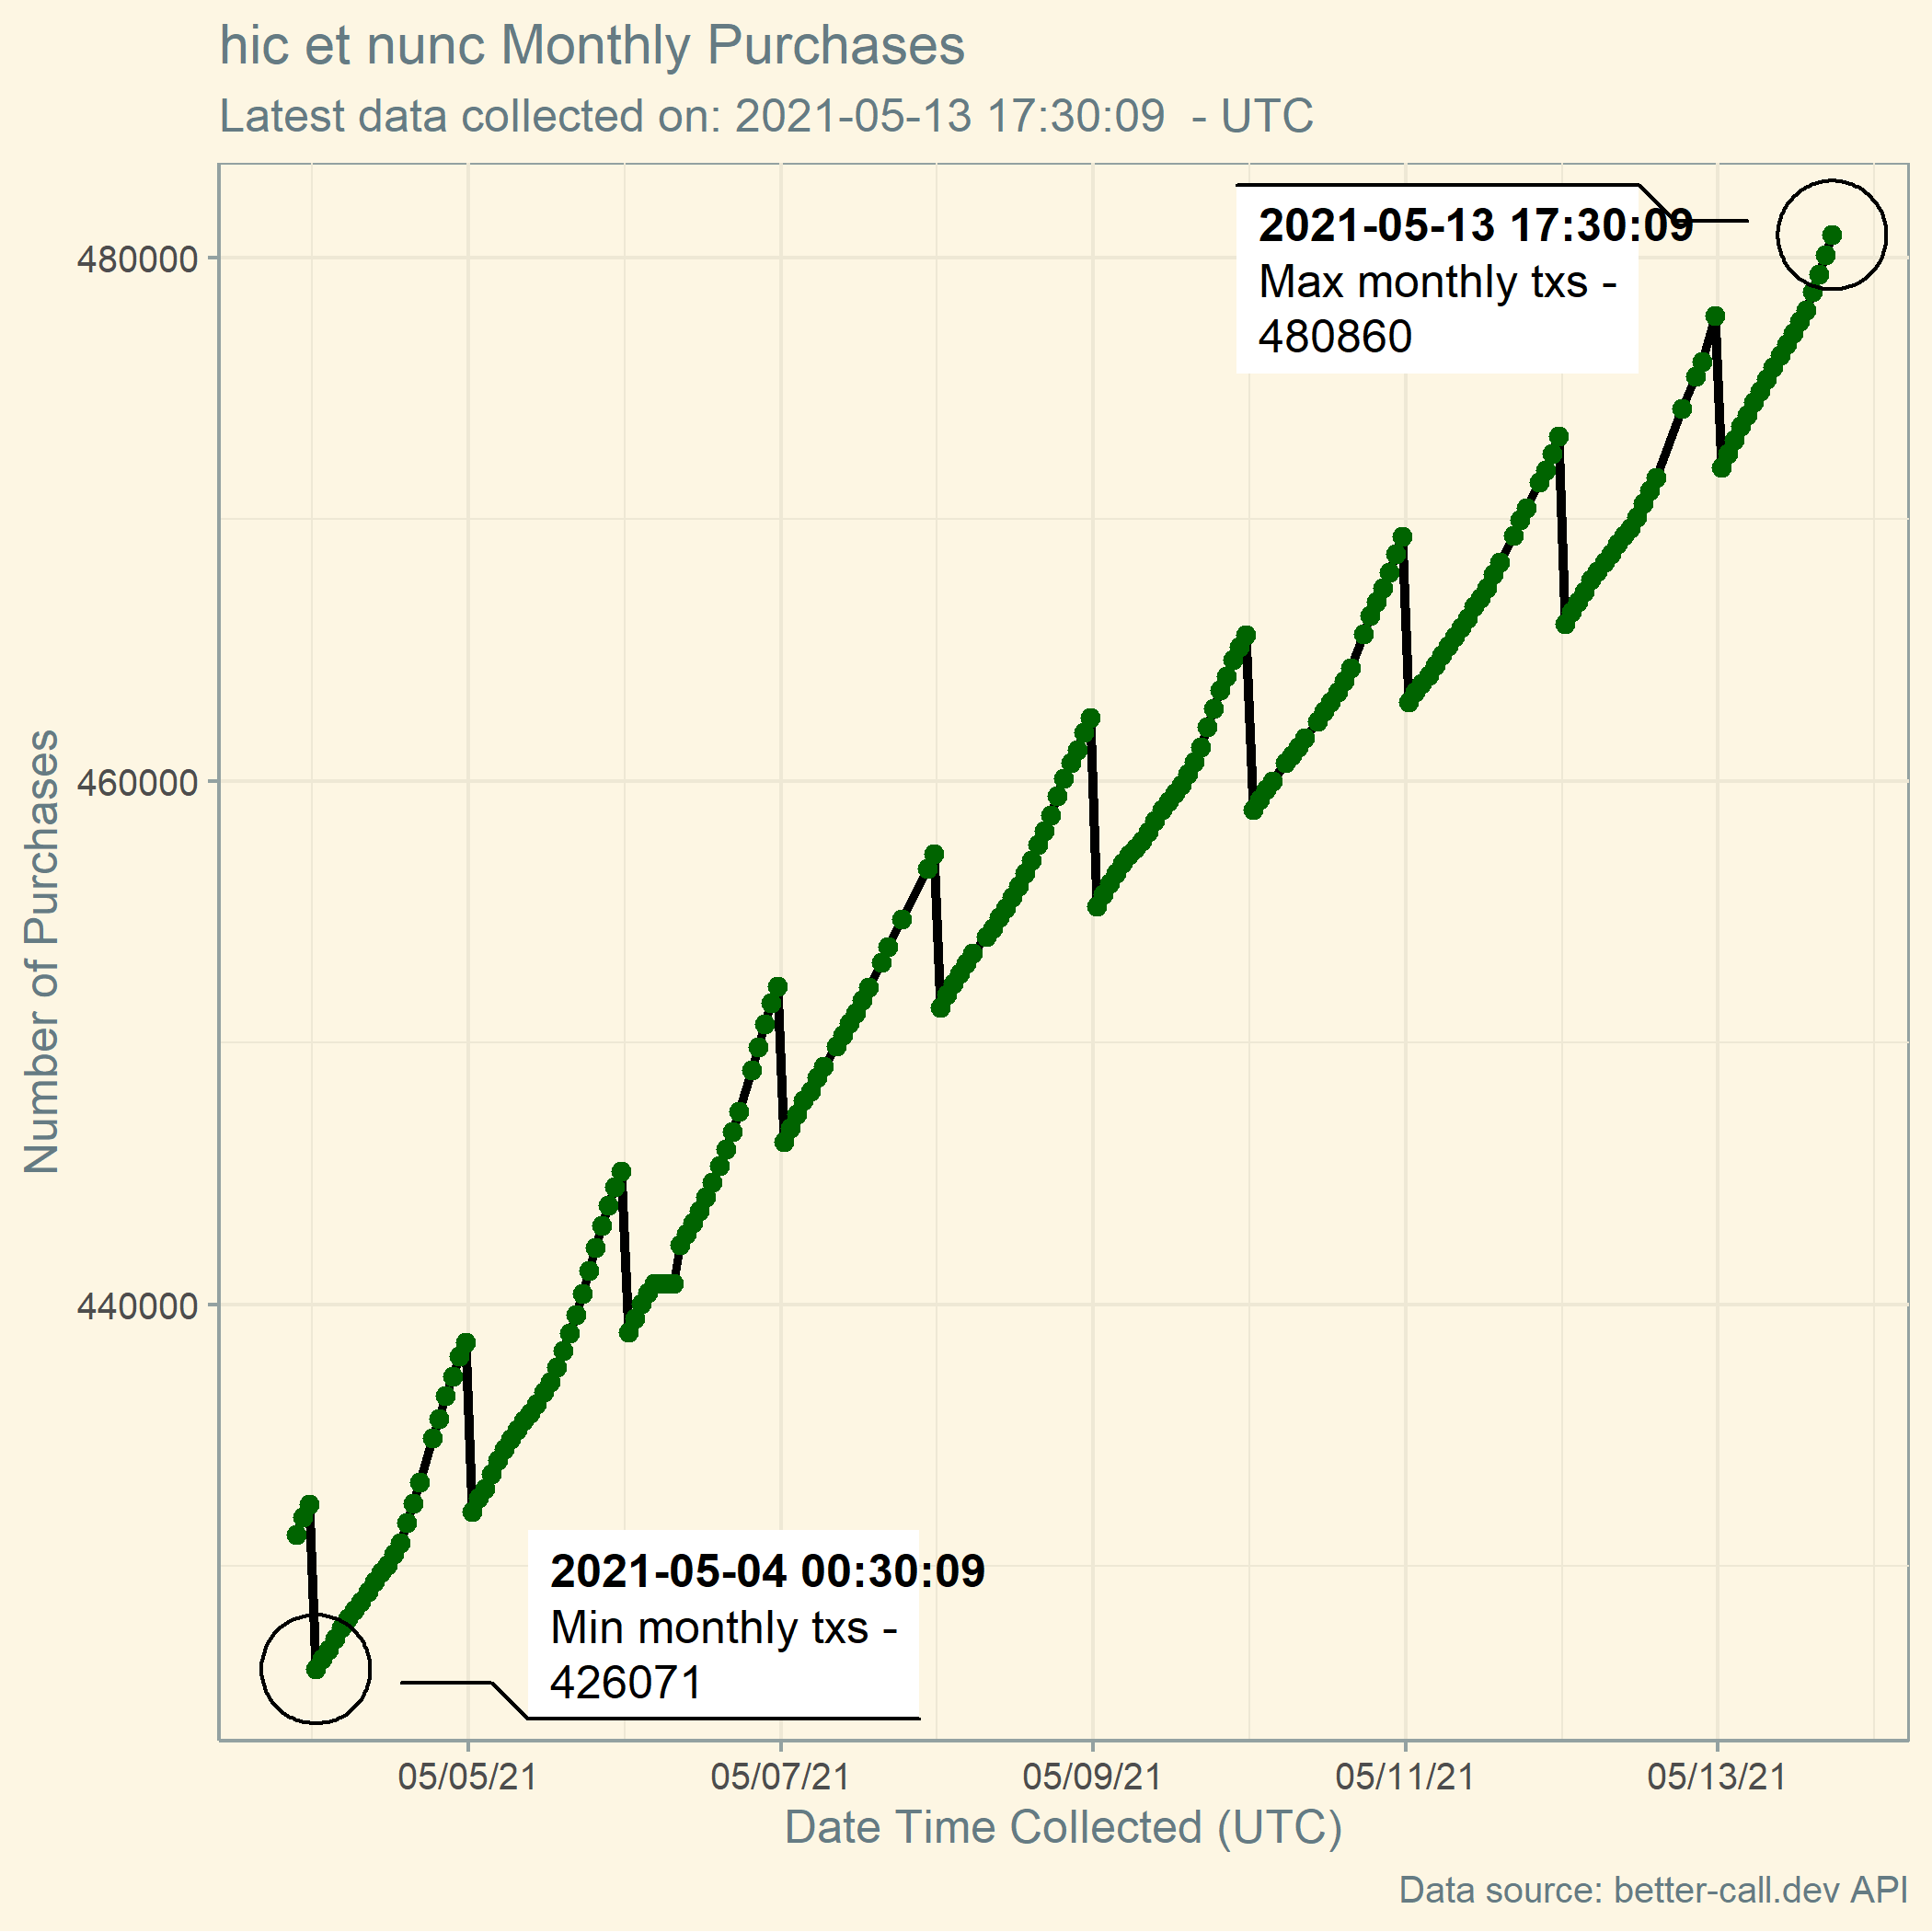 hic et nunc Monthly Purchases
Latest data collected on: 2021-05-13 17:30:09  - UTC
2021-05-13 17:30:09
Max monthly txs -
480860
480000
460000
440000
Number of Purchases
2021-05-04 00:30:09
Min monthly txs -
426071
05/05/21 05/07/21 05/09/21 05/11/21 05/13/21
Date Time Collected (UTC)
Data source: better-call.dev API